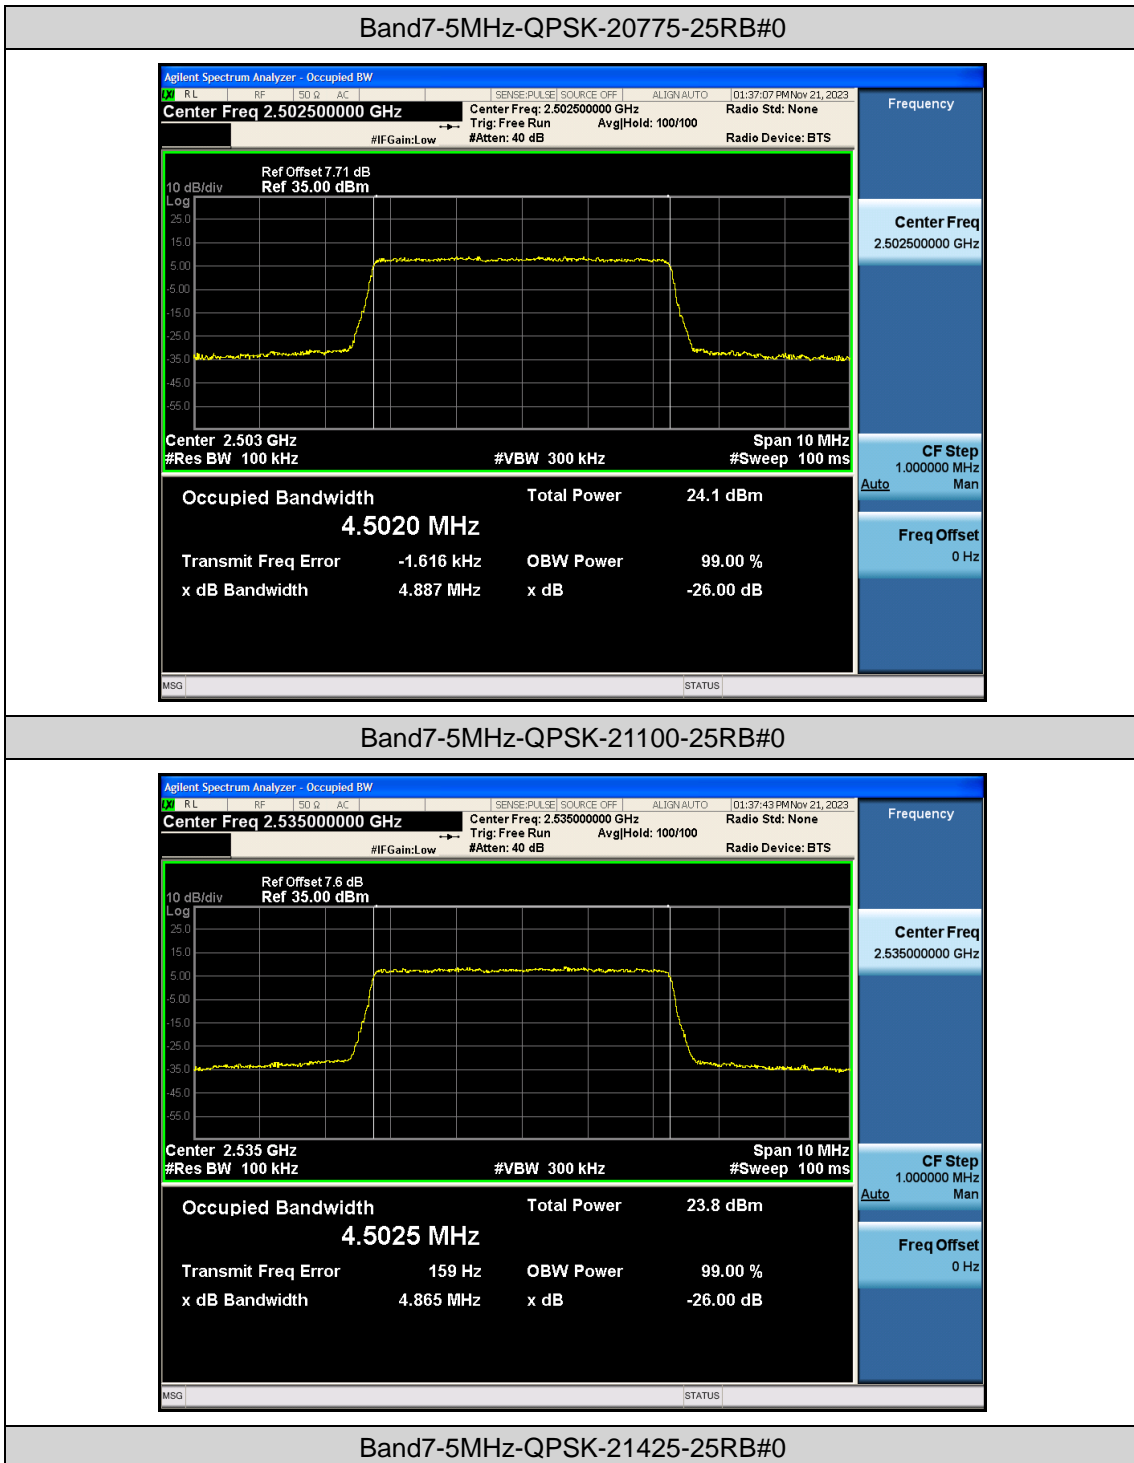 Band7-5MHz-QPSK-20775-25RB#0
Agilent Spectrum Analyzer - Occupied BW
LXI RL RF 50 Ω AC SENSE:PULSE SOURCE OFF ALIGN AUTO 01:37:07 PM Nov 21, 2023
Center Freq 2.502500000 GHz
Center Freq: 2.502500000 GHz Radio Std: None
Trig: Free Run Avg|Hold: 100/100
#IFGain:Low #Atten: 40 dB Radio Device: BTS
Frequency
Ref Offset 7.71 dB
10 dB/div Ref 35.00 dBm
Log
25.0
15.0
5.00
-5.00
-15.0
-25.0
-35.0
-45.0
-55.0
Center 2.503 GHz Span 10 MHz
#Res BW 100 kHz #VBW 300 kHz #Sweep 100 ms
Occupied Bandwidth Total Power 24.1 dBm
4.5020 MHz
Transmit Freq Error -1.616 kHz OBW Power 99.00 %
x dB Bandwidth 4.887 MHz x dB -26.00 dB
Center Freq
2.502500000 GHz
CF Step
1.000000 MHz
Auto Man
Freq Offset
0 Hz
MSG STATUS
Band7-5MHz-QPSK-21100-25RB#0
Agilent Spectrum Analyzer - Occupied BW
LXI RL RF 50 Ω AC SENSE:PULSE SOURCE OFF ALIGN AUTO 01:37:43 PM Nov 21, 2023
Center Freq 2.535000000 GHz
Center Freq: 2.535000000 GHz Radio Std: None
Trig: Free Run Avg|Hold: 100/100
#IFGain:Low #Atten: 40 dB Radio Device: BTS
Frequency
Ref Offset 7.6 dB
10 dB/div Ref 35.00 dBm
Log
25.0
15.0
5.00
-5.00
-15.0
-25.0
-35.0
-45.0
-55.0
Center 2.535 GHz Span 10 MHz
#Res BW 100 kHz #VBW 300 kHz #Sweep 100 ms
Occupied Bandwidth Total Power 23.8 dBm
4.5025 MHz
Transmit Freq Error 159 Hz OBW Power 99.00 %
x dB Bandwidth 4.865 MHz x dB -26.00 dB
Center Freq
2.535000000 GHz
CF Step
1.000000 MHz
Auto Man
Freq Offset
0 Hz
MSG STATUS
Band7-5MHz-QPSK-21425-25RB#0